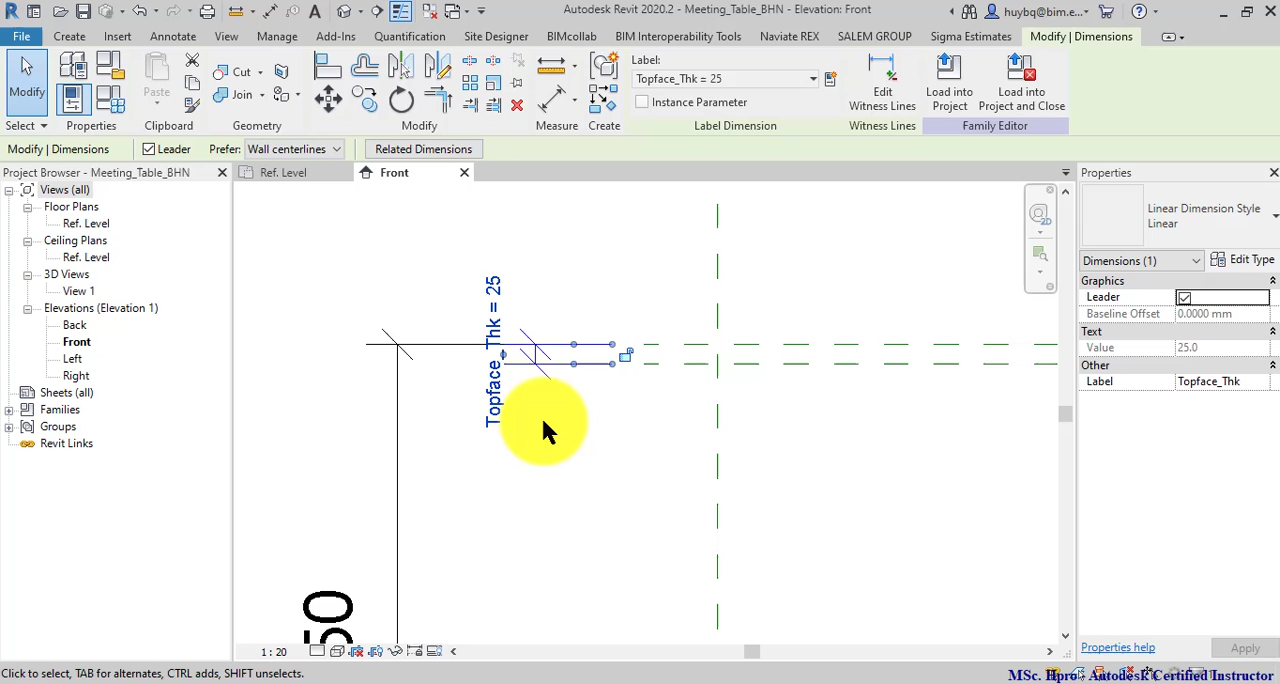 Autodesk Revit 2020.2 - Meeting_Table_BHN - Elevation: Front
huybq@bim.e...
File Create Insert Annotate View Manage Add-Ins Quantification Site Designer BIMcollab BIM Interoperability Tools Naviate REX SALEM GROUP Sigma Estimates Modify | Dimensions
Modify
Paste
Cut
Join
Label:
Topface_Thk = 25
Instance Parameter
Edit
Witness Lines
Load into
Project
Load into
Project and Close
Select Properties Clipboard Geometry Modify Measure Create Label Dimension Witness Lines Family Editor
Modify | Dimensions Leader Prefer: Wall centerlines Related Dimensions
Project Browser - Meeting_Table_BHN
Views (all)
Floor Plans
Ref. Level
Ceiling Plans
Ref. Level
3D Views
View 1
Elevations (Elevation 1)
Back
Front
Left
Right
Sheets (all)
Families
Groups
Revit Links
Ref. Level
Front
Topface_Thk = 25
50
2D
Properties
Linear Dimension Style
Linear
Dimensions (1) Edit Type
Graphics
Leader
Baseline Offset 0.0000 mm
Text
Value 25.0
Other
Label Topface_Thk
Properties help Apply
1 : 20
Click to select, TAB for alternates, CTRL adds, SHIFT unselects.
MSc. Hpro - Autodesk Certified Instructor